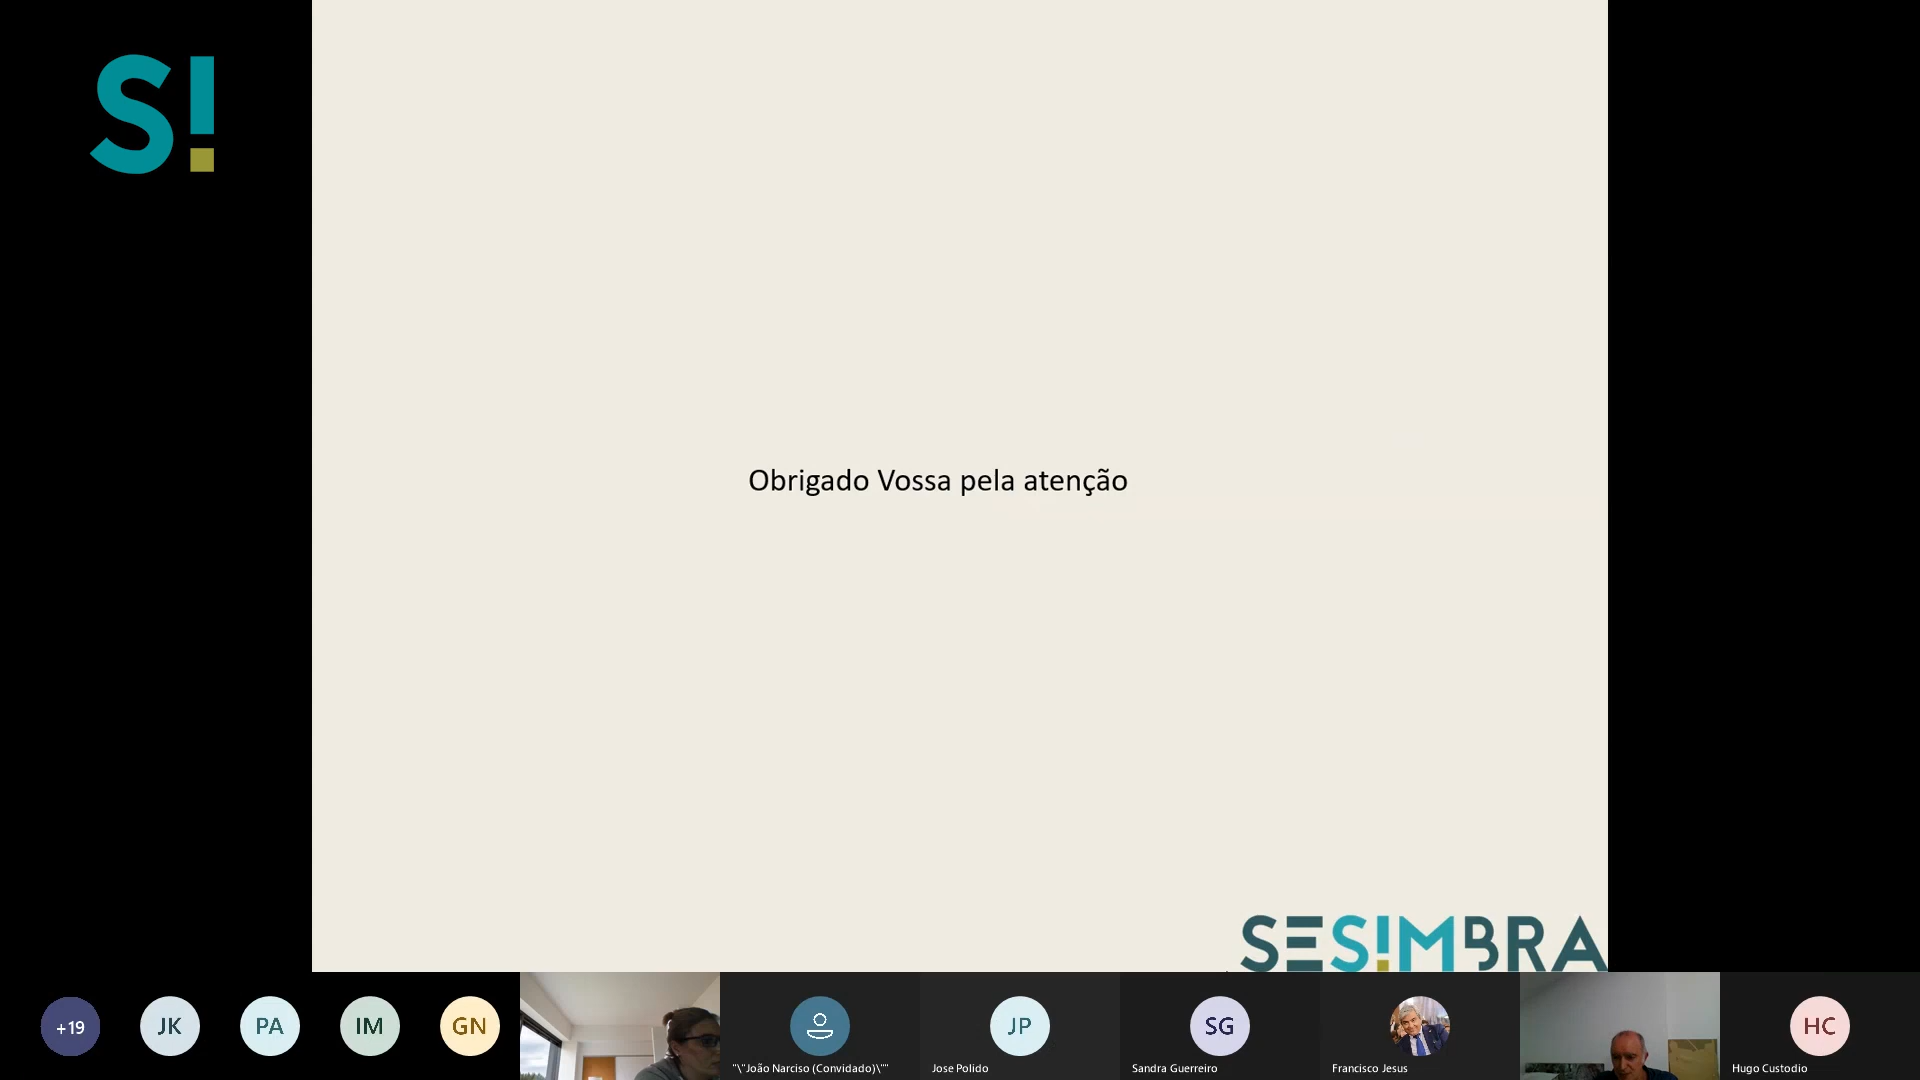 S!
Obrigado Vossa pela atenção
SES!MBRA
+19
JK
PA
IM
GN
"\"João Narciso (Convidado)\""
JP
Jose Polido
SG
Sandra Guerreiro
Francisco Jesus
HC
Hugo Custodio